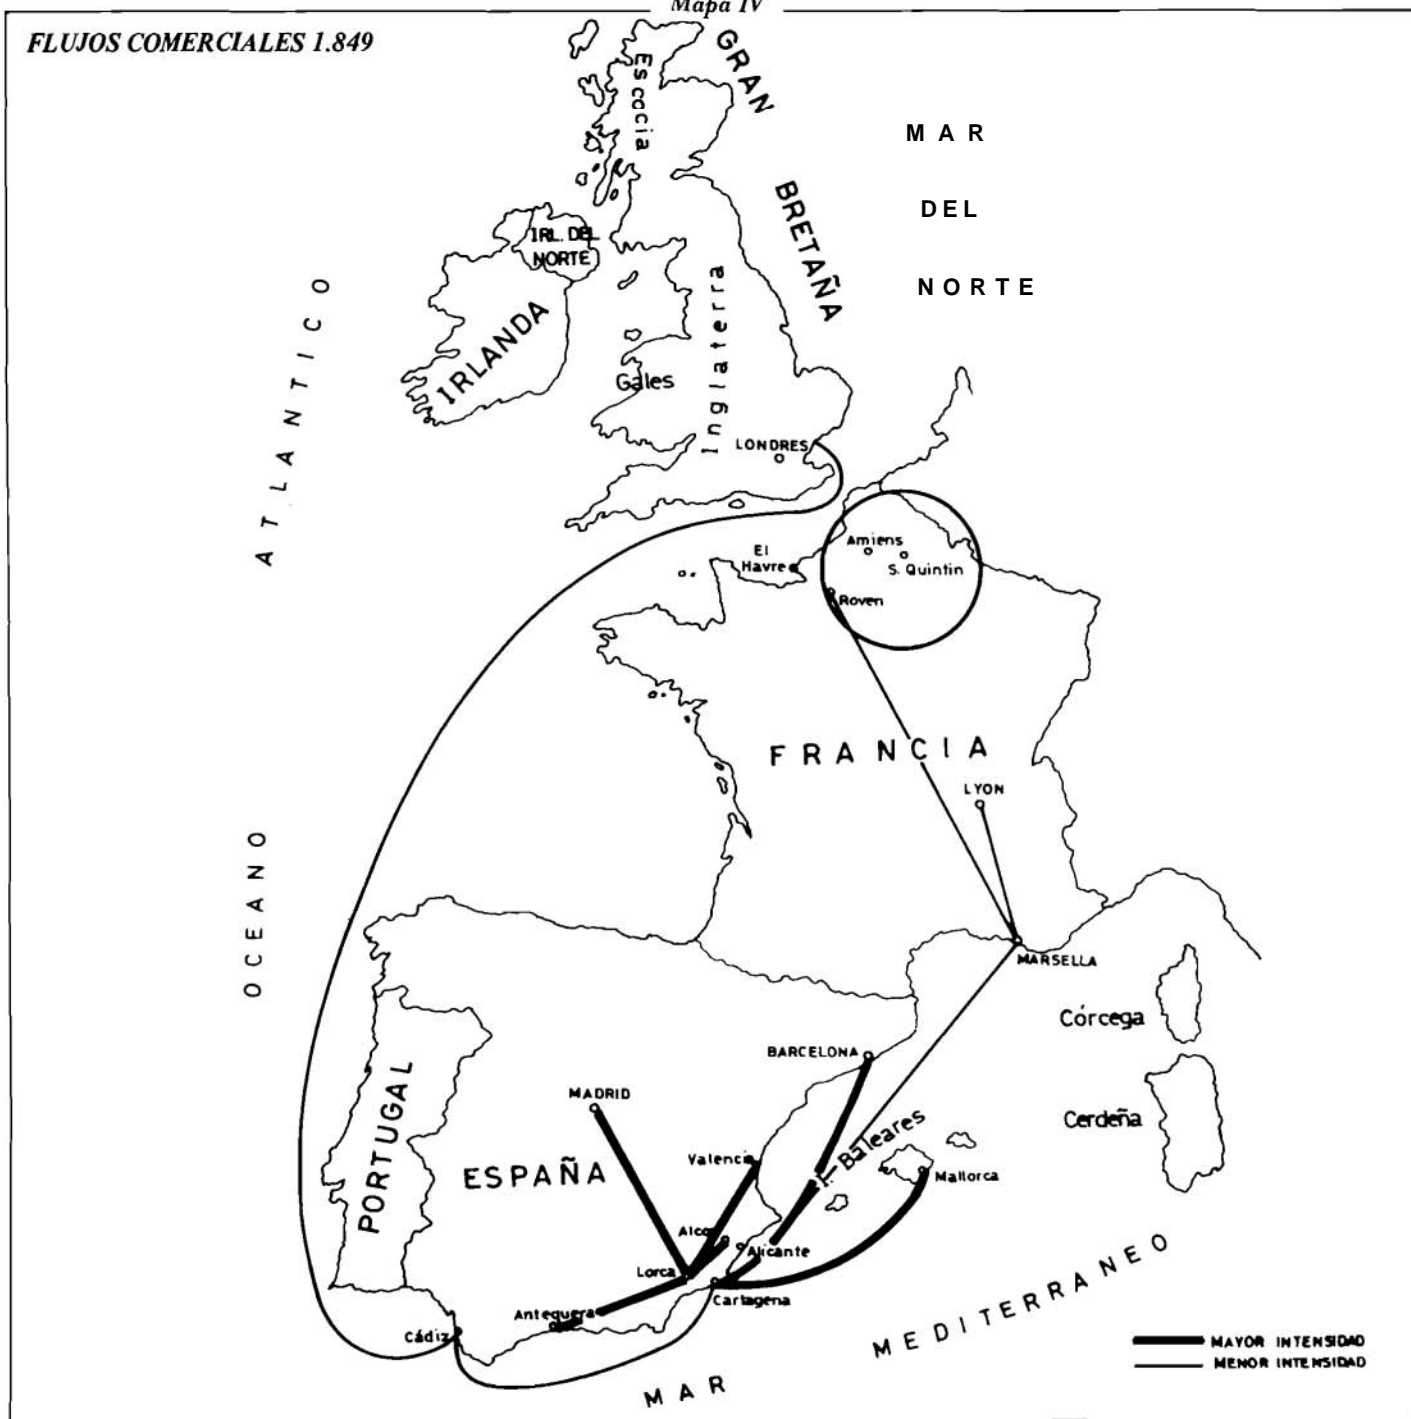 Mapa IV
FLUJOS COMERCIALES 1.849
GRAN
BRETAÑA
Escocia
MAR
DEL
NORTE
IRL. DEL
NORTE
IRLANDA
Gales
Inglaterra
LONDRES
ATLANTICO
OCEANO
El
Havre
Amiens
S. Quintin
Roven
FRANCIA
LYON
MARSELLA
Córcega
Cerdeña
BARCELONA
MADRID
PORTUGAL
ESPAÑA
Valencia
I. Baleares
Mallorca
Alcoy
Alicante
Lorca
Cartagena
Antequera
Cádiz
MAR MEDITERRANEO
MAYOR INTENSIDAD
MENOR INTENSIDAD